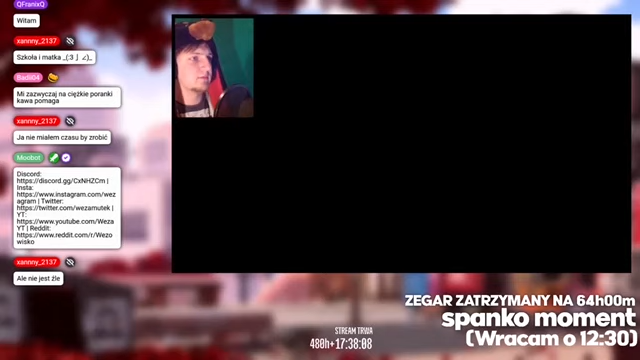 QFranixQ
Witam
xannny_2137
Szkoła i matka _(:3 」∠)_
Badi04
Mi zazwyczaj na ciężkie poranki
kawa pomaga
xannny_2137
Ja nie miałem czasu by zrobić
Moobot
Discord:
https://discord.gg/CxNHZCm |
Insta:
https://www.instagram.com/wez
agram | Twitter:
https://twitter.com/wezamutek |
YT:
https://www.youtube.com/Weza
YT | Reddit:
https://www.reddit.com/r/Wezo
wisko
xannny_2137
Ale nie jest źle
ZEGAR ZATRZYMANY NA 64h00m
spanko moment
(Wracam o 12:30)
STREAM TRWA
480h+17:38:08